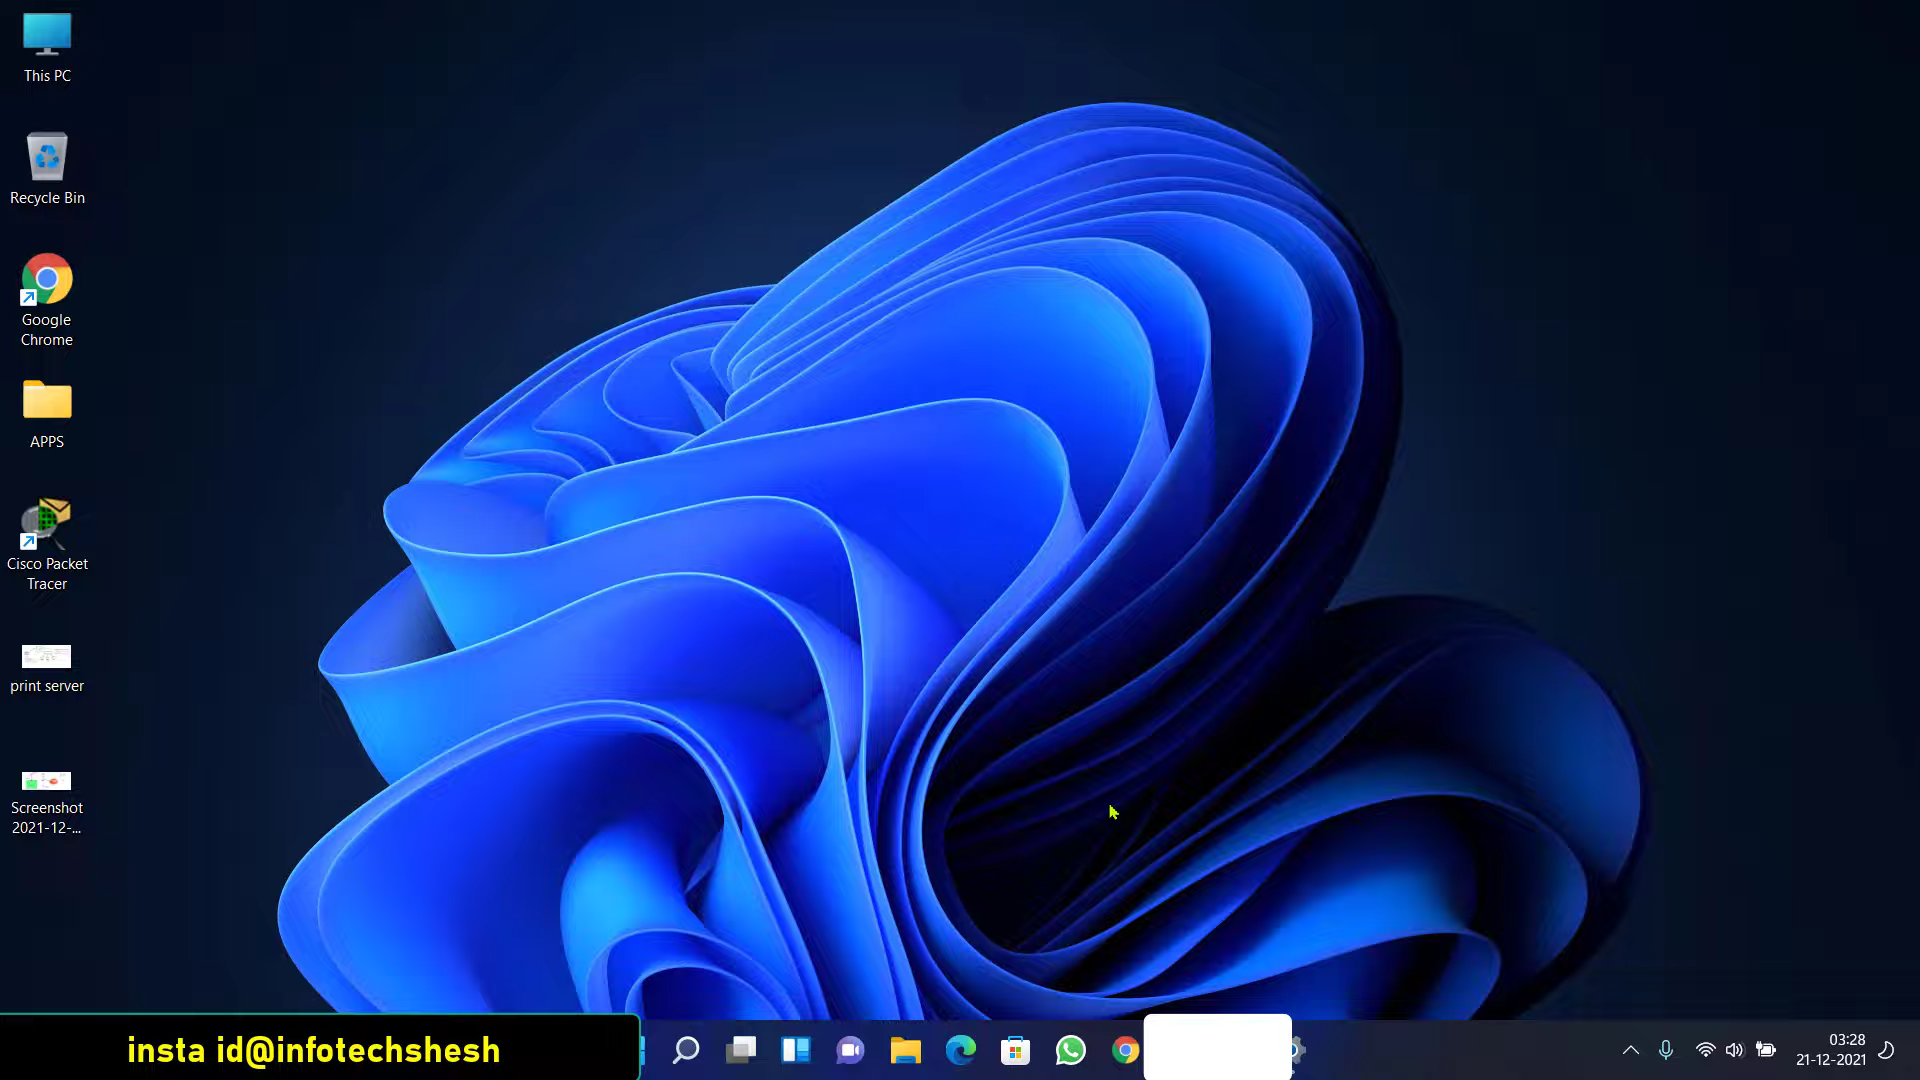 This PC
Recycle Bin
Google
Chrome
APPS
Cisco Packet
Tracer
print server
Screenshot
2021-12-...
insta id@infotechshesh
03:28
21-12-2021